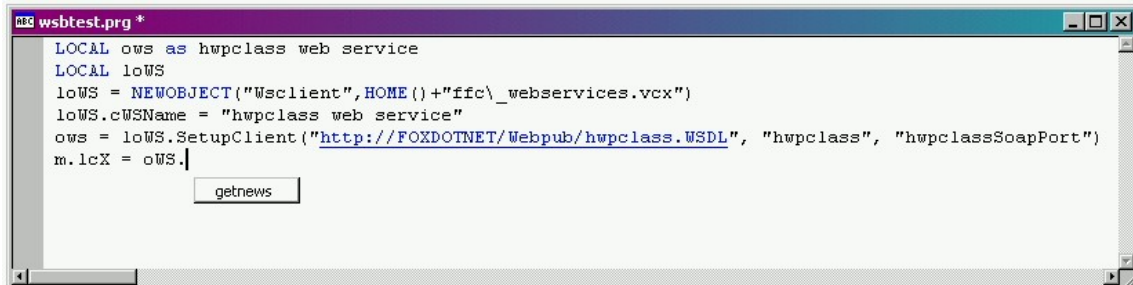 wsbtest.prg *
LOCAL ows as hwpclass web service
LOCAL loWS
loWS = NEWOBJECT("Wsclient",HOME()+"ffc\_webservices.vcx")
loWS.cWSName = "hwpclass web service"
ows = loWS.SetupClient("http://FOXDOTNET/Webpub/hwpclass.WSDL", "hwpclass", "hwpclassSoapPort")
m.lcX = oWS.
getnews